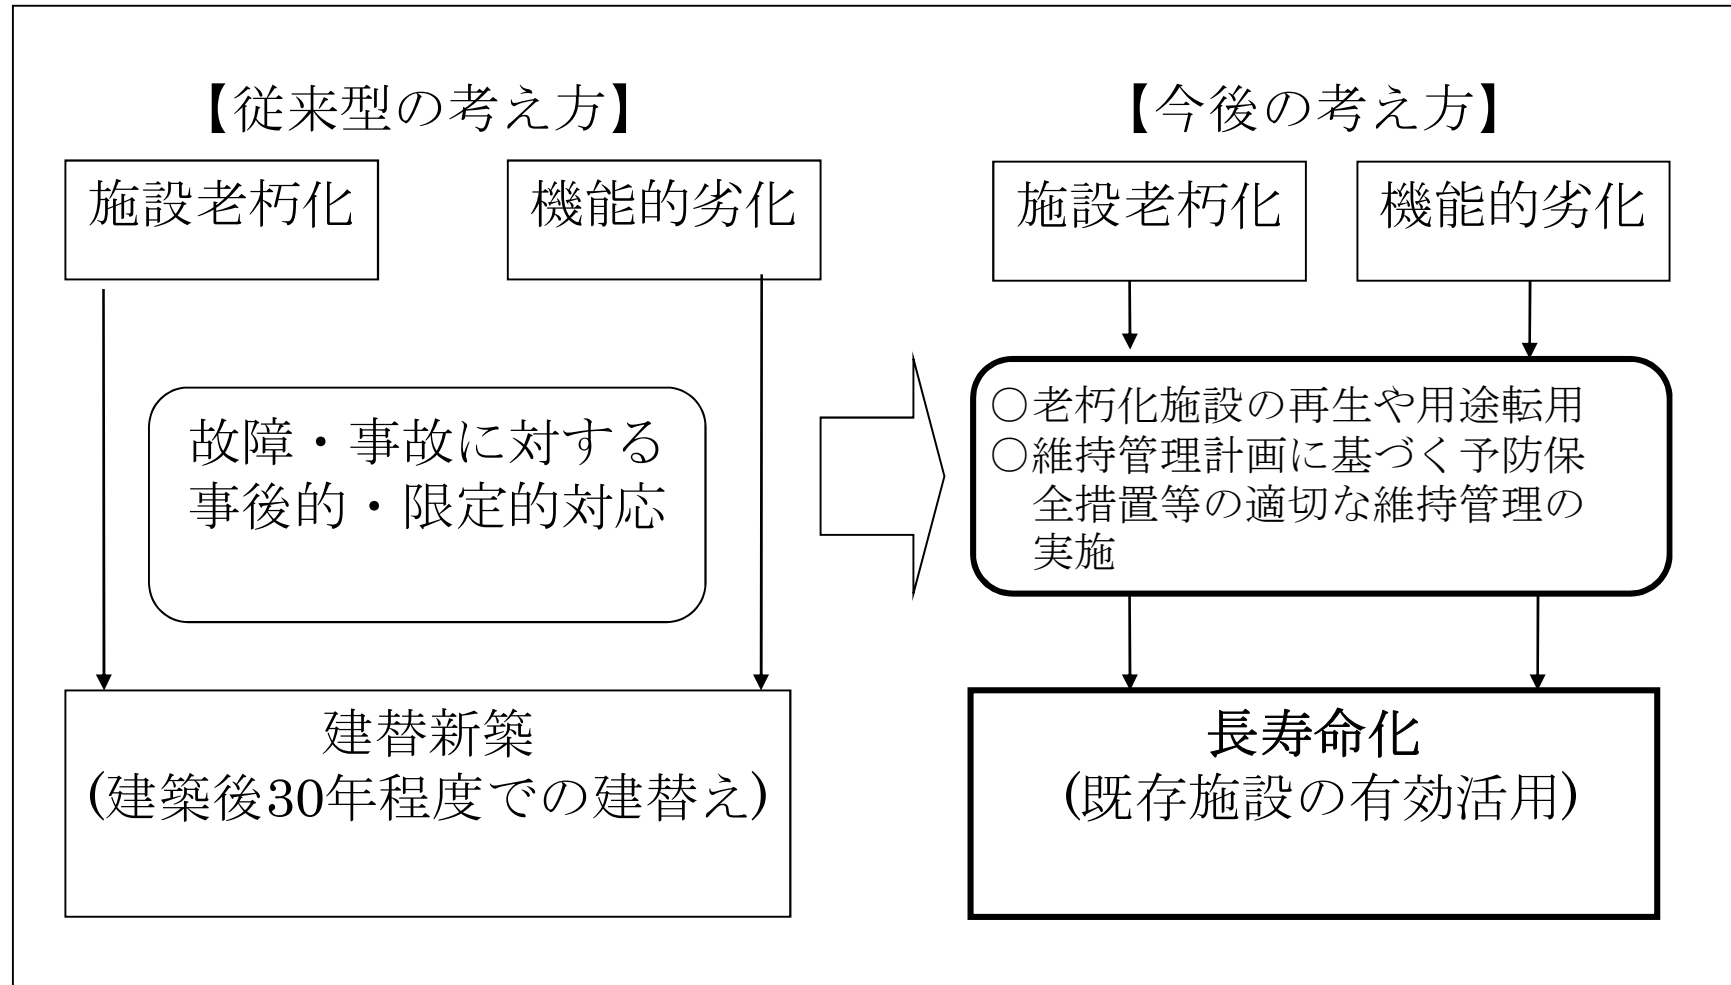 【従来型の考え方】
施設老朽化
機能的劣化
故障・事故に対する
事後的・限定的対応
建替新築
(建築後30年程度での建替え)
【今後の考え方】
施設老朽化
機能的劣化
○老朽化施設の再生や用途転用
○維持管理計画に基づく予防保
全措置等の適切な維持管理の
実施
長寿命化
(既存施設の有効活用)